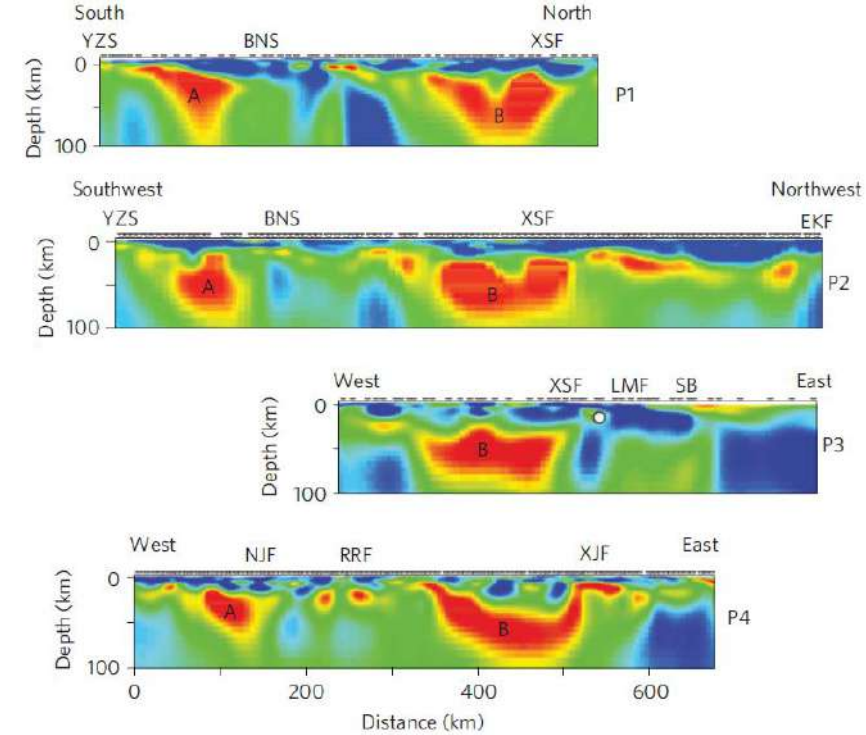 South North
YZS BNS XSF
0
A B
100
Depth (km)
P1
Southwest Northwest
YZS BNS XSF EKF
0
A B
100
Depth (km)
P2
West XSF LMF SB East
0
B
100
Depth (km)
P3
West NJF RRF XJF East
0
A B
100
Depth (km)
P4
0 200 400 600
Distance (km)